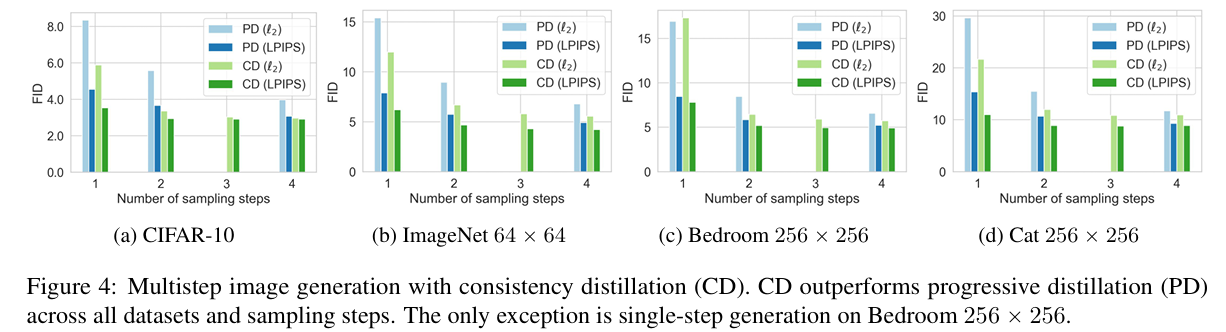 8.0
6.0
4.0
2.0
0.0
FID
PD (ℓ₂)
PD (LPIPS)
CD (ℓ₂)
CD (LPIPS)
1 2 3 4
Number of sampling steps
(a) CIFAR-10
15
10
5
0
FID
PD (ℓ₂)
PD (LPIPS)
CD (ℓ₂)
CD (LPIPS)
1 2 3 4
Number of sampling steps
(b) ImageNet 64 × 64
15
10
5
0
FID
PD (ℓ₂)
PD (LPIPS)
CD (ℓ₂)
CD (LPIPS)
1 2 3 4
Number of sampling steps
(c) Bedroom 256 × 256
30
20
10
0
FID
PD (ℓ₂)
PD (LPIPS)
CD (ℓ₂)
CD (LPIPS)
1 2 3 4
Number of sampling steps
(d) Cat 256 × 256
Figure 4: Multistep image generation with consistency distillation (CD). CD outperforms progressive distillation (PD)
across all datasets and sampling steps. The only exception is single-step generation on Bedroom 256 × 256.